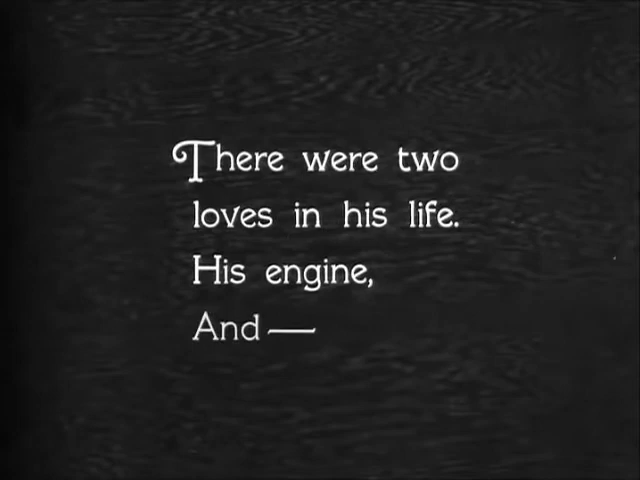 There were two
loves in his life.
His engine,
And —